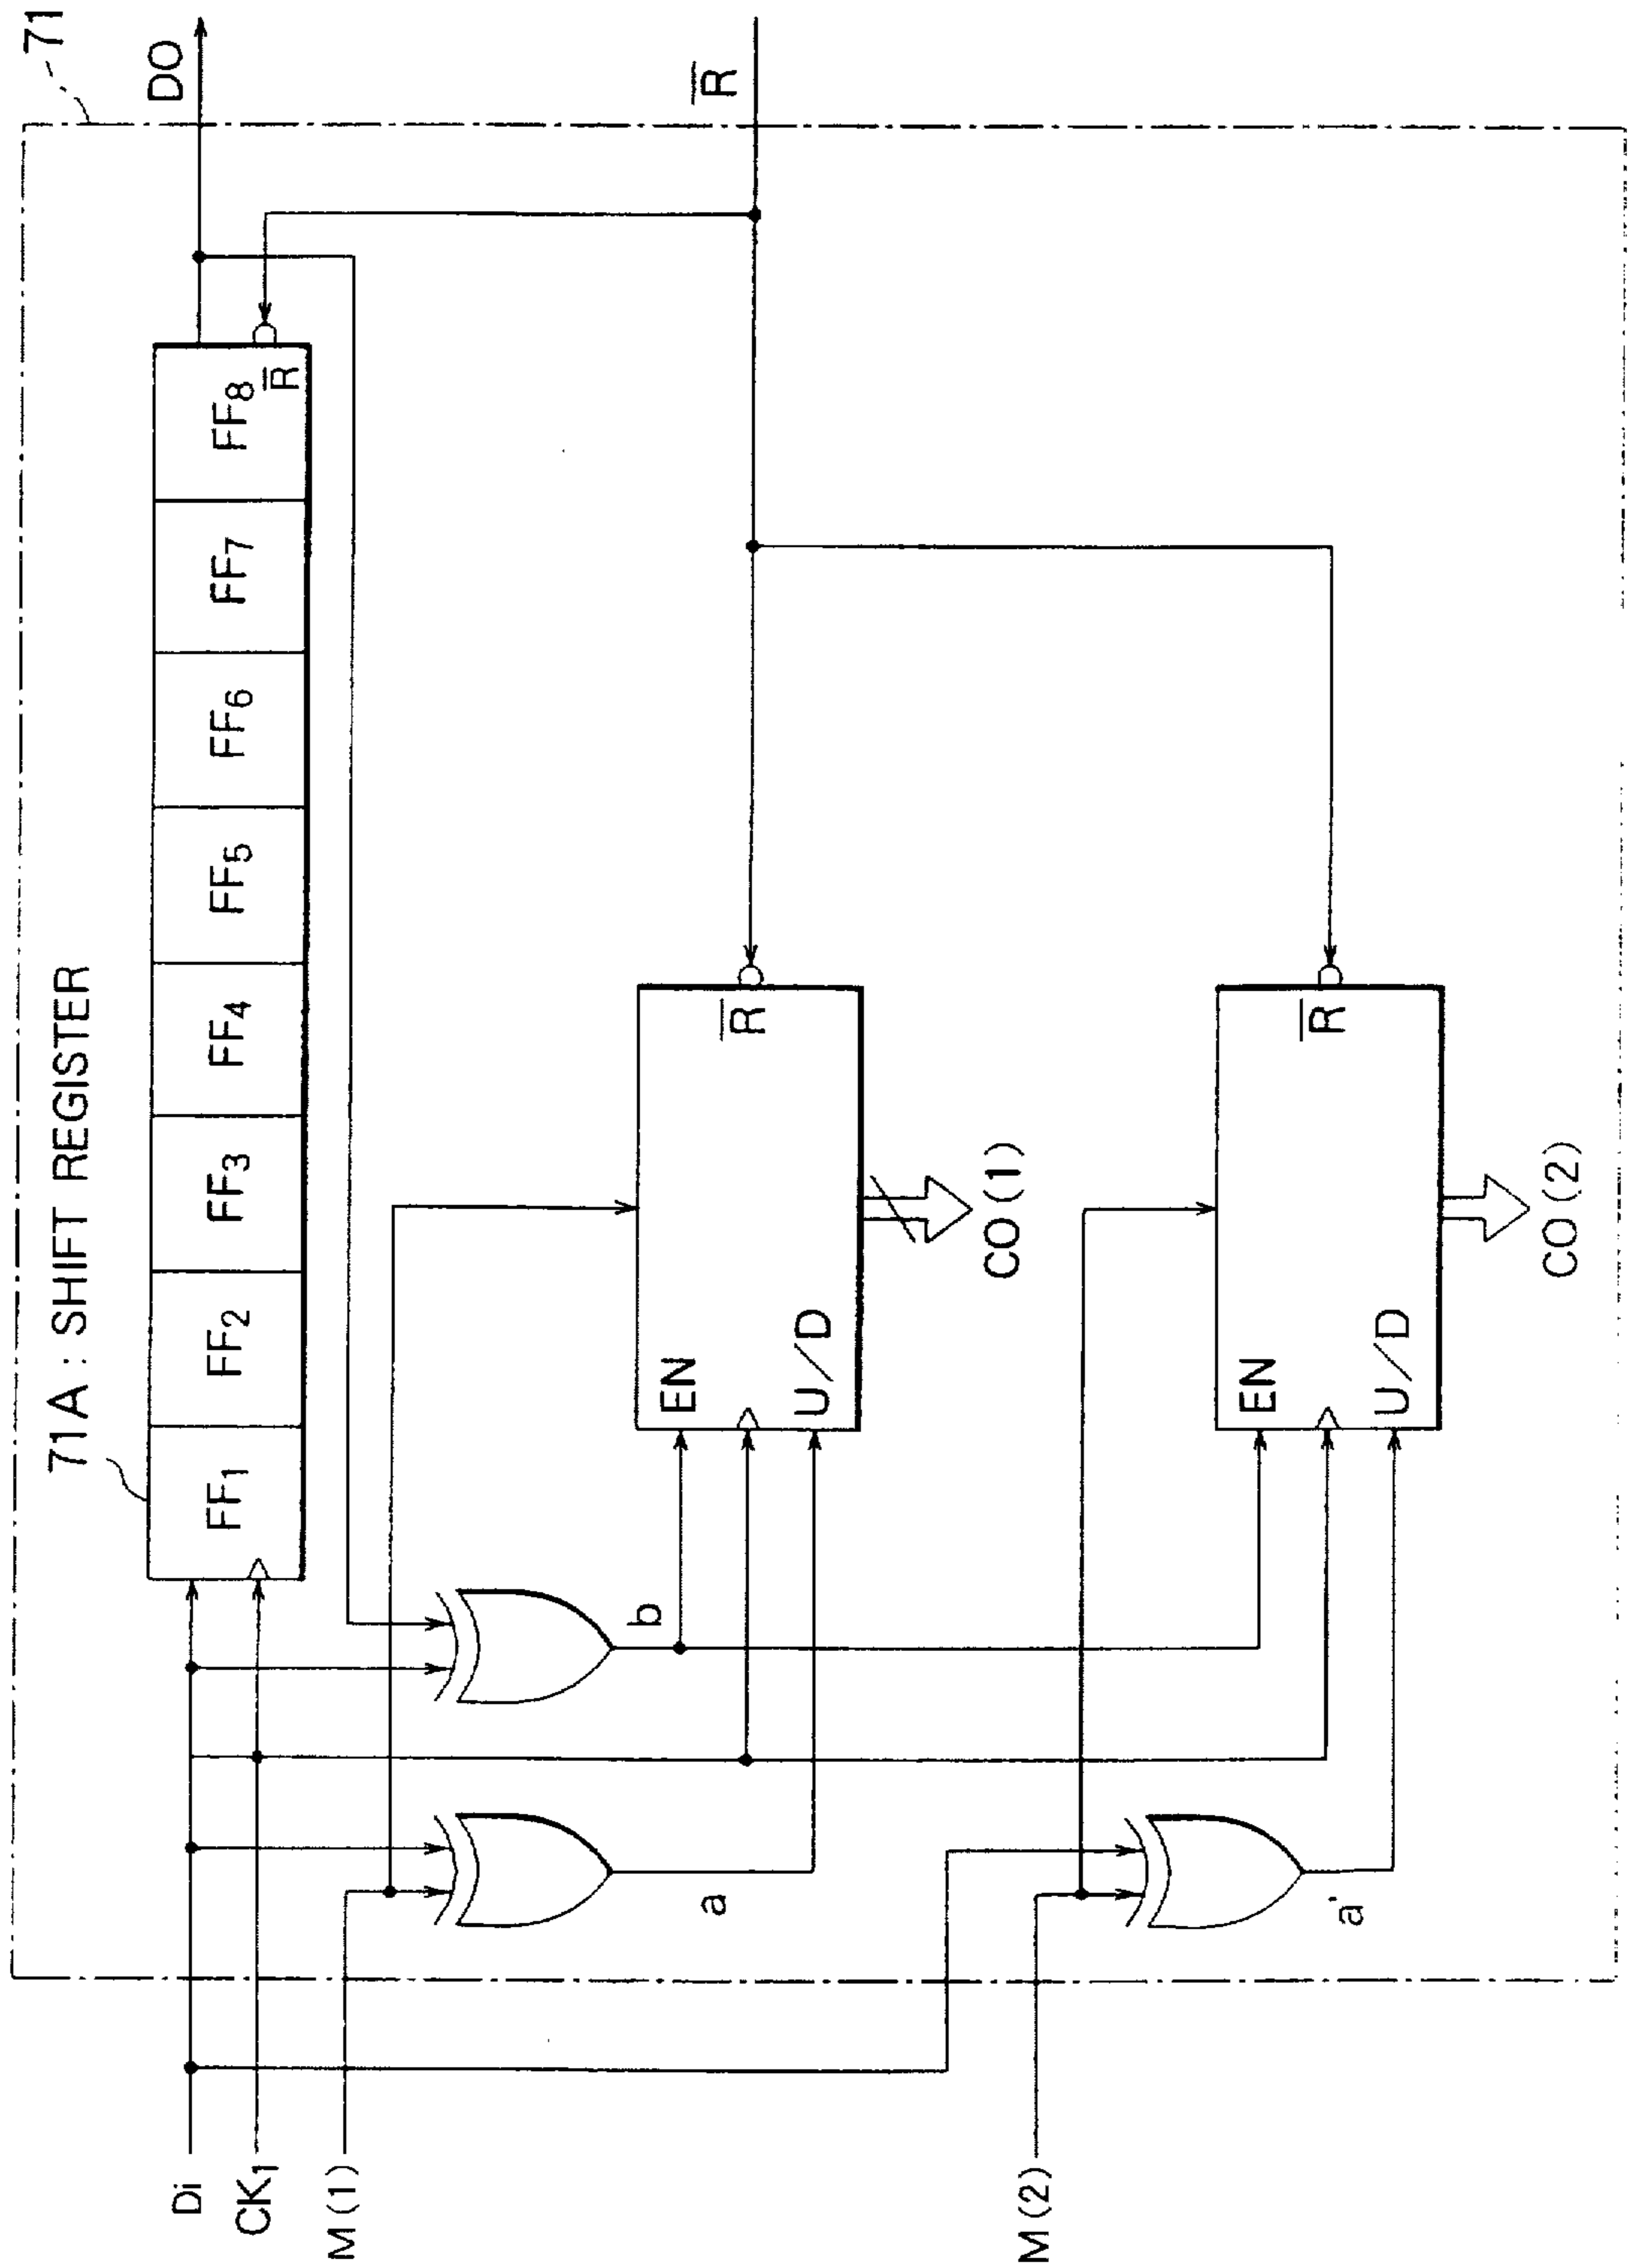 71
71A : SHIFT REGISTER
DO
FF1
FF2
FF3
FF4
FF5
FF6
FF7
FF8
R̅
R̅
Di
CK1
M(1)
a
b
EN
U/D
R̅
CO(1)
M(2)
a'
EN
U/D
R̅
CO(2)